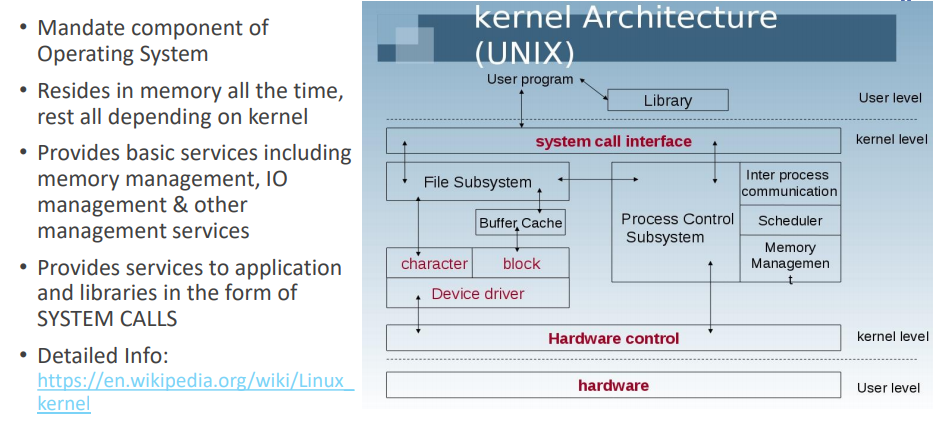 • Mandate component of
Operating System
• Resides in memory all the time,
rest all depending on kernel
• Provides basic services including
memory management, IO
management & other
management services
• Provides services to application
and libraries in the form of
SYSTEM CALLS
• Detailed Info:
https://en.wikipedia.org/wiki/Linux_
kernel
kernel Architecture
(UNIX)
User program
Library
User level
system call interface
kernel level
File Subsystem
Inter process
communication
Buffer Cache
Process Control
Subsystem
Scheduler
Memory
Managemen
t
character
block
Device driver
Hardware control
kernel level
hardware
User level